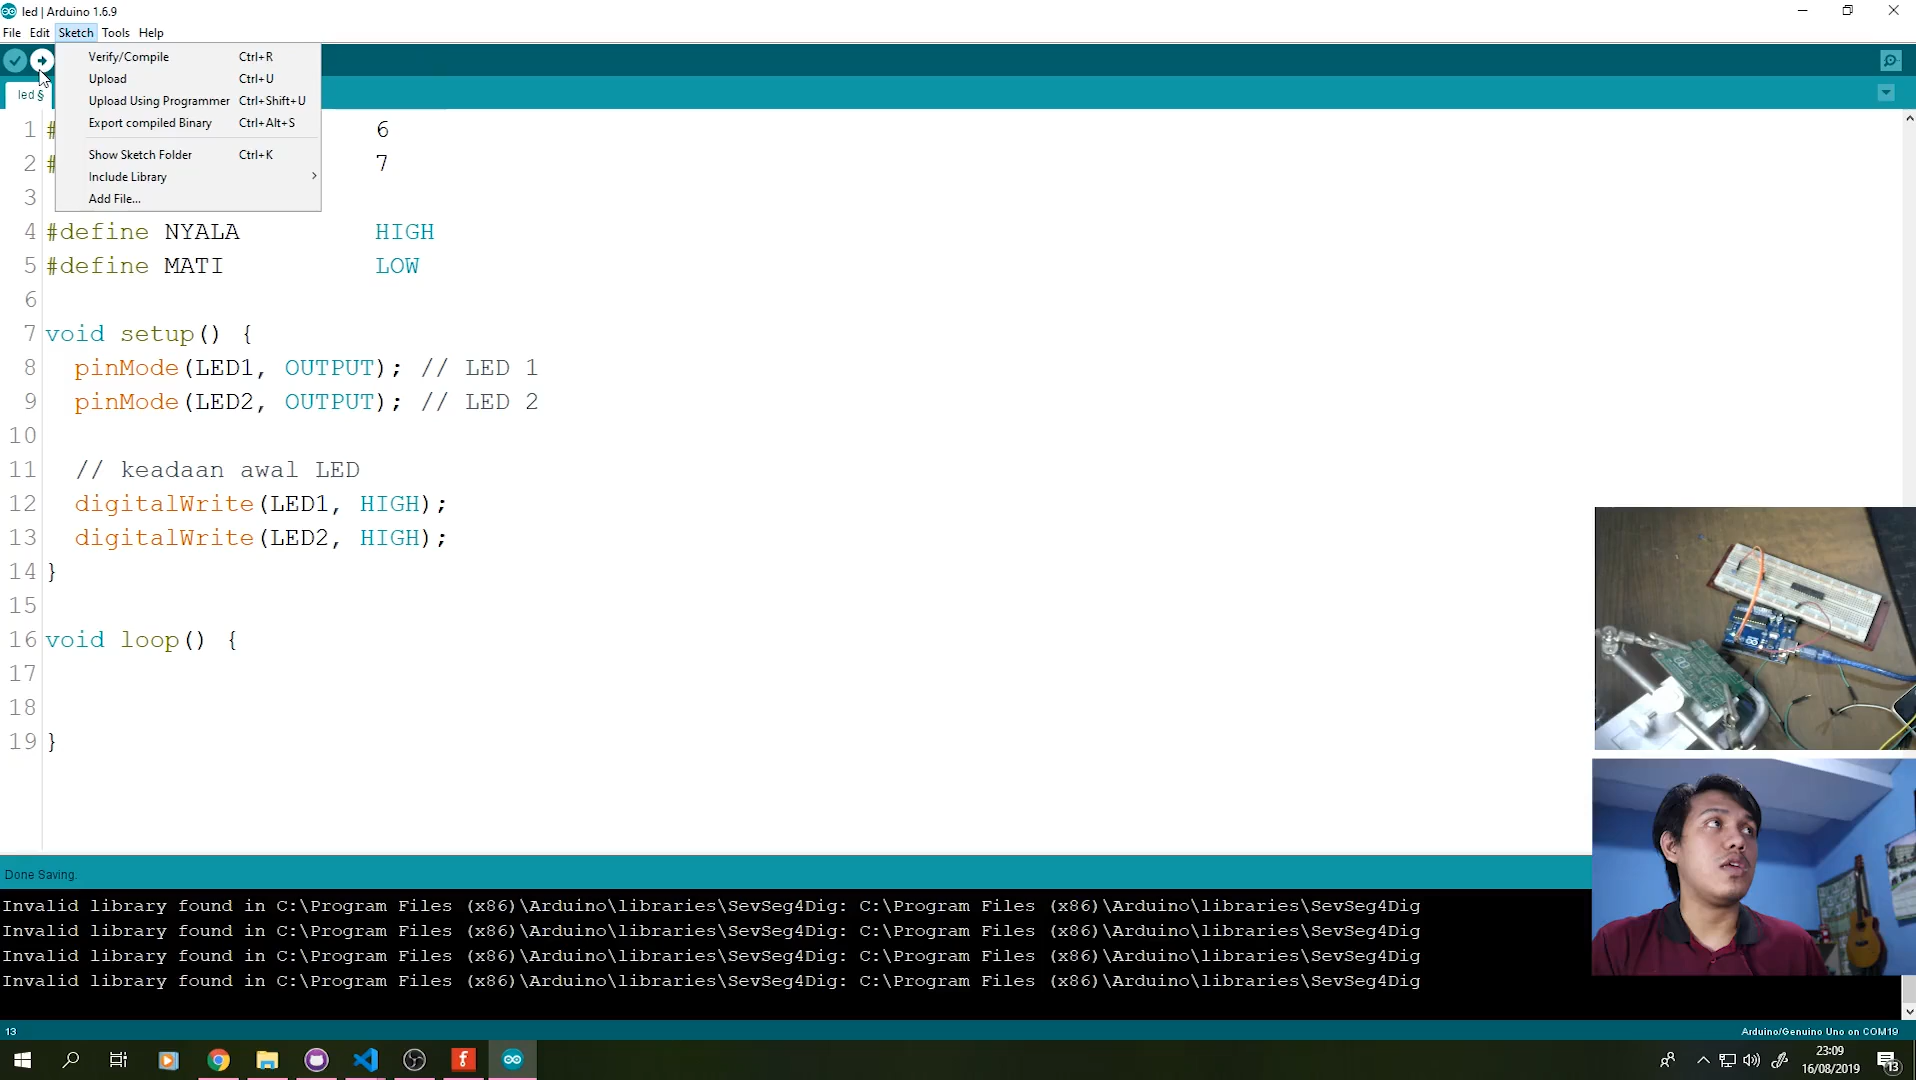 led | Arduino 1.6.9
File Edit Sketch Tools Help
Verify/Compile Ctrl+R
Upload Ctrl+U
Upload Using Programmer Ctrl+Shift+U
Export compiled Binary Ctrl+Alt+S
Show Sketch Folder Ctrl+K
Include Library
Add File...
led §
1 # 6
2 # 7
3
4 #define NYALA HIGH
5 #define MATI LOW
6
7 void setup() {
8 pinMode(LED1, OUTPUT); // LED 1
9 pinMode(LED2, OUTPUT); // LED 2
10
11 // keadaan awal LED
12 digitalWrite(LED1, HIGH);
13 digitalWrite(LED2, HIGH);
14 }
15
16 void loop() {
17
18
19 }
Done Saving.
Invalid library found in C:\Program Files (x86)\Arduino\libraries\SevSeg4Dig: C:\Program Files (x86)\Arduino\libraries\SevSeg4Dig
Invalid library found in C:\Program Files (x86)\Arduino\libraries\SevSeg4Dig: C:\Program Files (x86)\Arduino\libraries\SevSeg4Dig
Invalid library found in C:\Program Files (x86)\Arduino\libraries\SevSeg4Dig: C:\Program Files (x86)\Arduino\libraries\SevSeg4Dig
Invalid library found in C:\Program Files (x86)\Arduino\libraries\SevSeg4Dig: C:\Program Files (x86)\Arduino\libraries\SevSeg4Dig
13 Arduino/Genuino Uno on COM19
23:09
16/08/2019
13